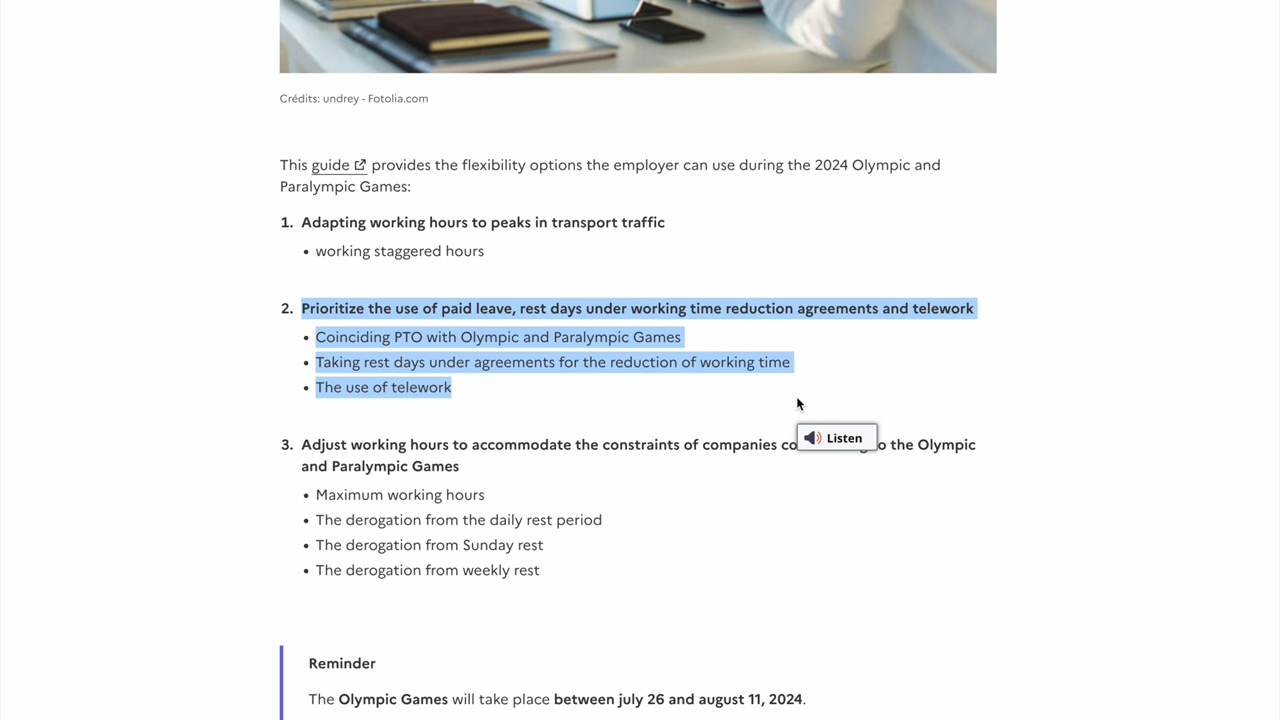 Crédits: undrey - Fotolia.com
This guide provides the flexibility options the employer can use during the 2024 Olympic and
Paralympic Games:
1. Adapting working hours to peaks in transport traffic
• working staggered hours
2. Prioritize the use of paid leave, rest days under working time reduction agreements and telework
• Coinciding PTO with Olympic and Paralympic Games
• Taking rest days under agreements for the reduction of working time
• The use of telework
Listen
3. Adjust working hours to accommodate the constraints of companies to the Olympic
and Paralympic Games
• Maximum working hours
• The derogation from the daily rest period
• The derogation from Sunday rest
• The derogation from weekly rest
Reminder
The Olympic Games will take place between july 26 and august 11, 2024.